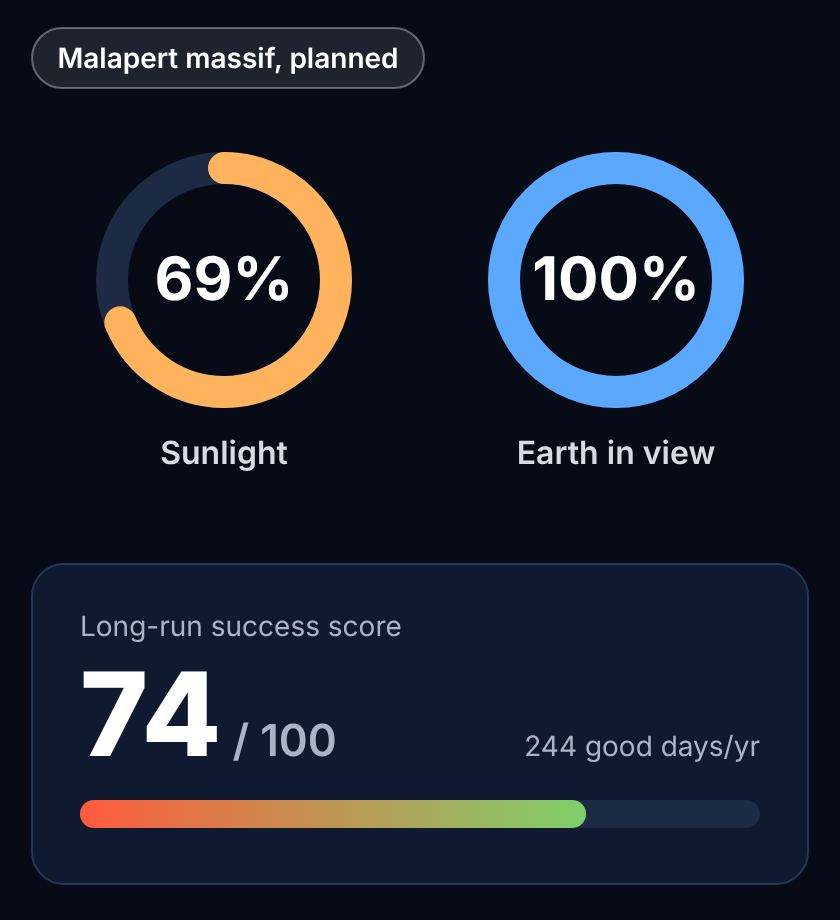 Malapert massif, planned
69%
100%
Sunlight
Earth in view
Long-run success score
74 / 100
244 good days/yr